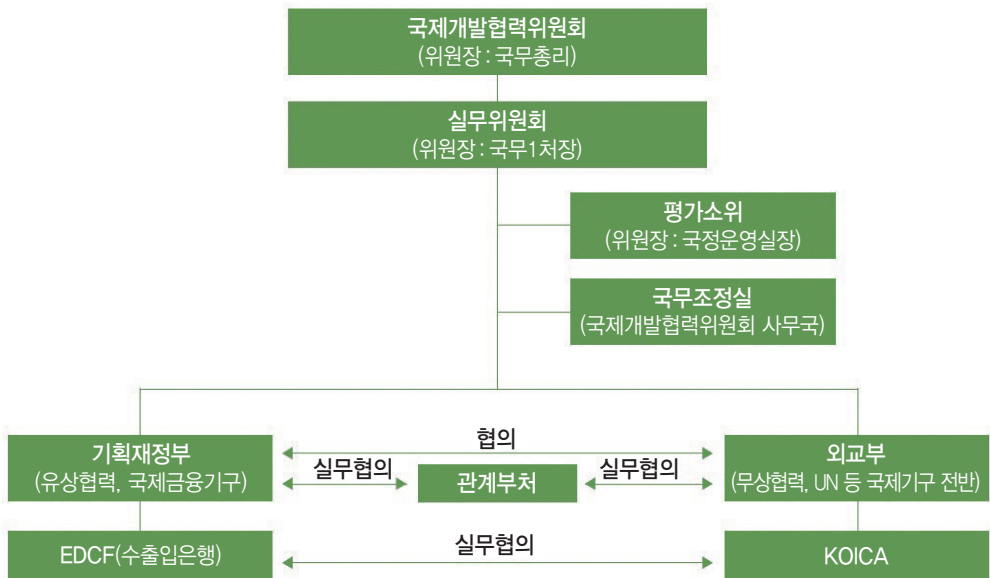 국제개발협력위원회
(위원장 : 국무총리)
실무위원회
(위원장 : 국무1처장)
평가소위
(위원장 : 국정운영실장)
국무조정실
(국제개발협력위원회 사무국)
기획재정부
(유상협력, 국제금융기구)
협의
실무협의
관계부처
실무협의
외교부
(무상협력, UN 등 국제기구 전반)
EDCF(수출입은행)
실무협의
KOICA